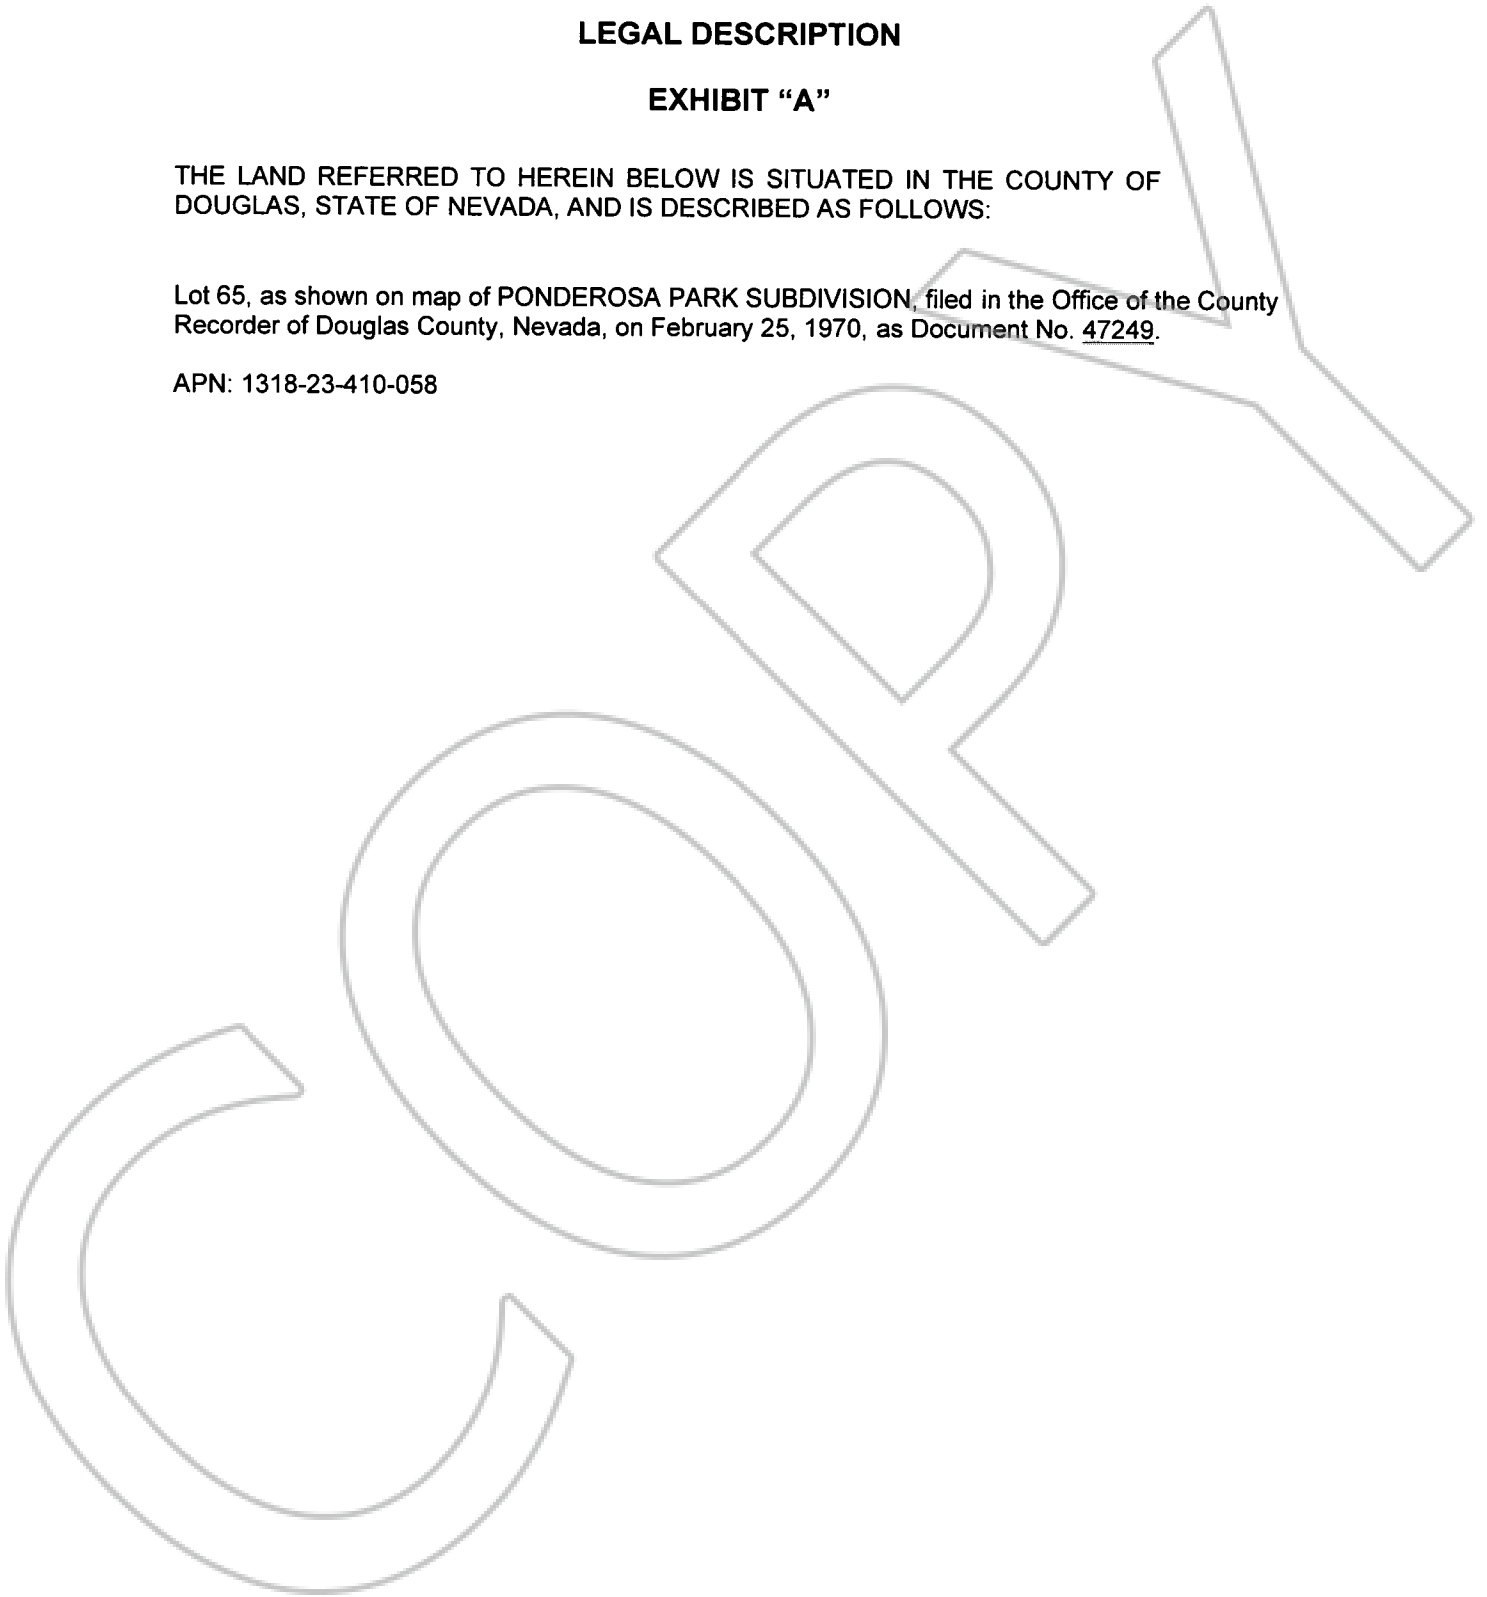 LEGAL DESCRIPTION
EXHIBIT “A”
THE LAND REFERRED TO HEREIN BELOW IS SITUATED IN THE COUNTY OF
DOUGLAS, STATE OF NEVADA, AND IS DESCRIBED AS FOLLOWS:
Lot 65, as shown on map of PONDEROSA PARK SUBDIVISION, filed in the Office of the County
Recorder of Douglas County, Nevada, on February 25, 1970, as Document No. 47249.
APN: 1318-23-410-058
COPY